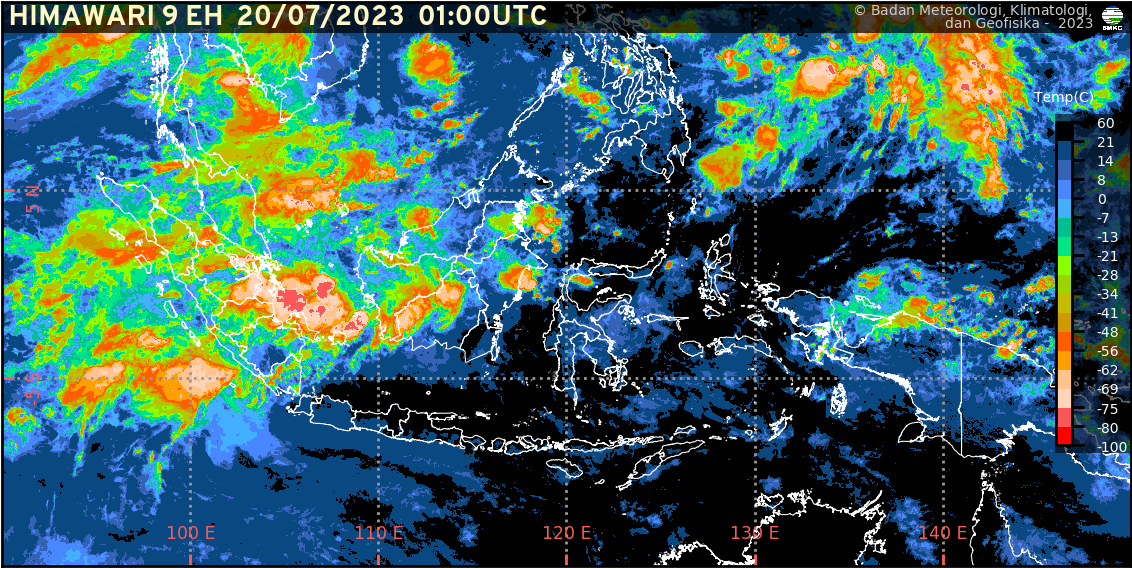 HIMAWARI 9 EH 20/07/2023 01:00UTC
© Badan Meteorologi, Klimatologi,
dan Geofisika - 2023
BMKG
Temp(C)
60
21
14
8
0
-7
-13
-21
-28
-34
-41
-48
-56
-62
-69
-75
-80
-100
5 N
5 S
100 E
110 E
120 E
130 E
140 E